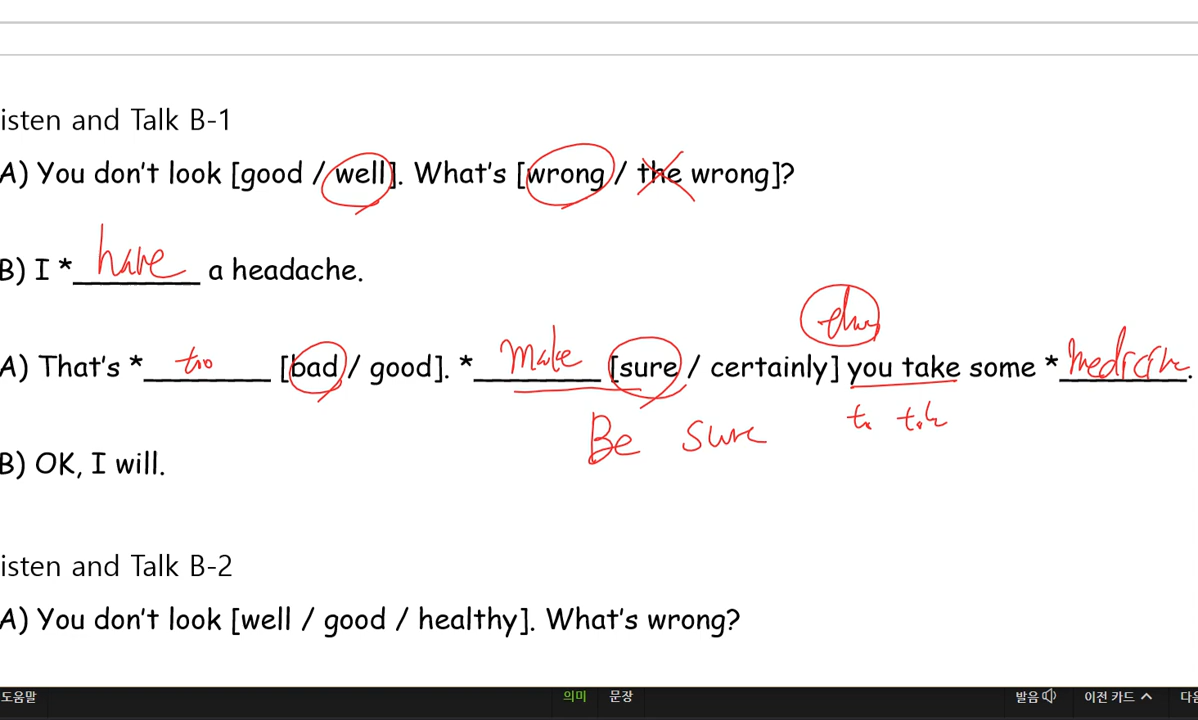 isten and Talk B-1
A) You don't look [good / well]. What's [wrong / the wrong]?
B) I * have a headache.
that
A) That's * too [bad / good]. * make [sure / certainly] you take some * medicine.
Be sure to take
B) OK, I will.
isten and Talk B-2
A) You don't look [well / good / healthy]. What's wrong?
도움말 의미 문장 발음 이전 카드 다음